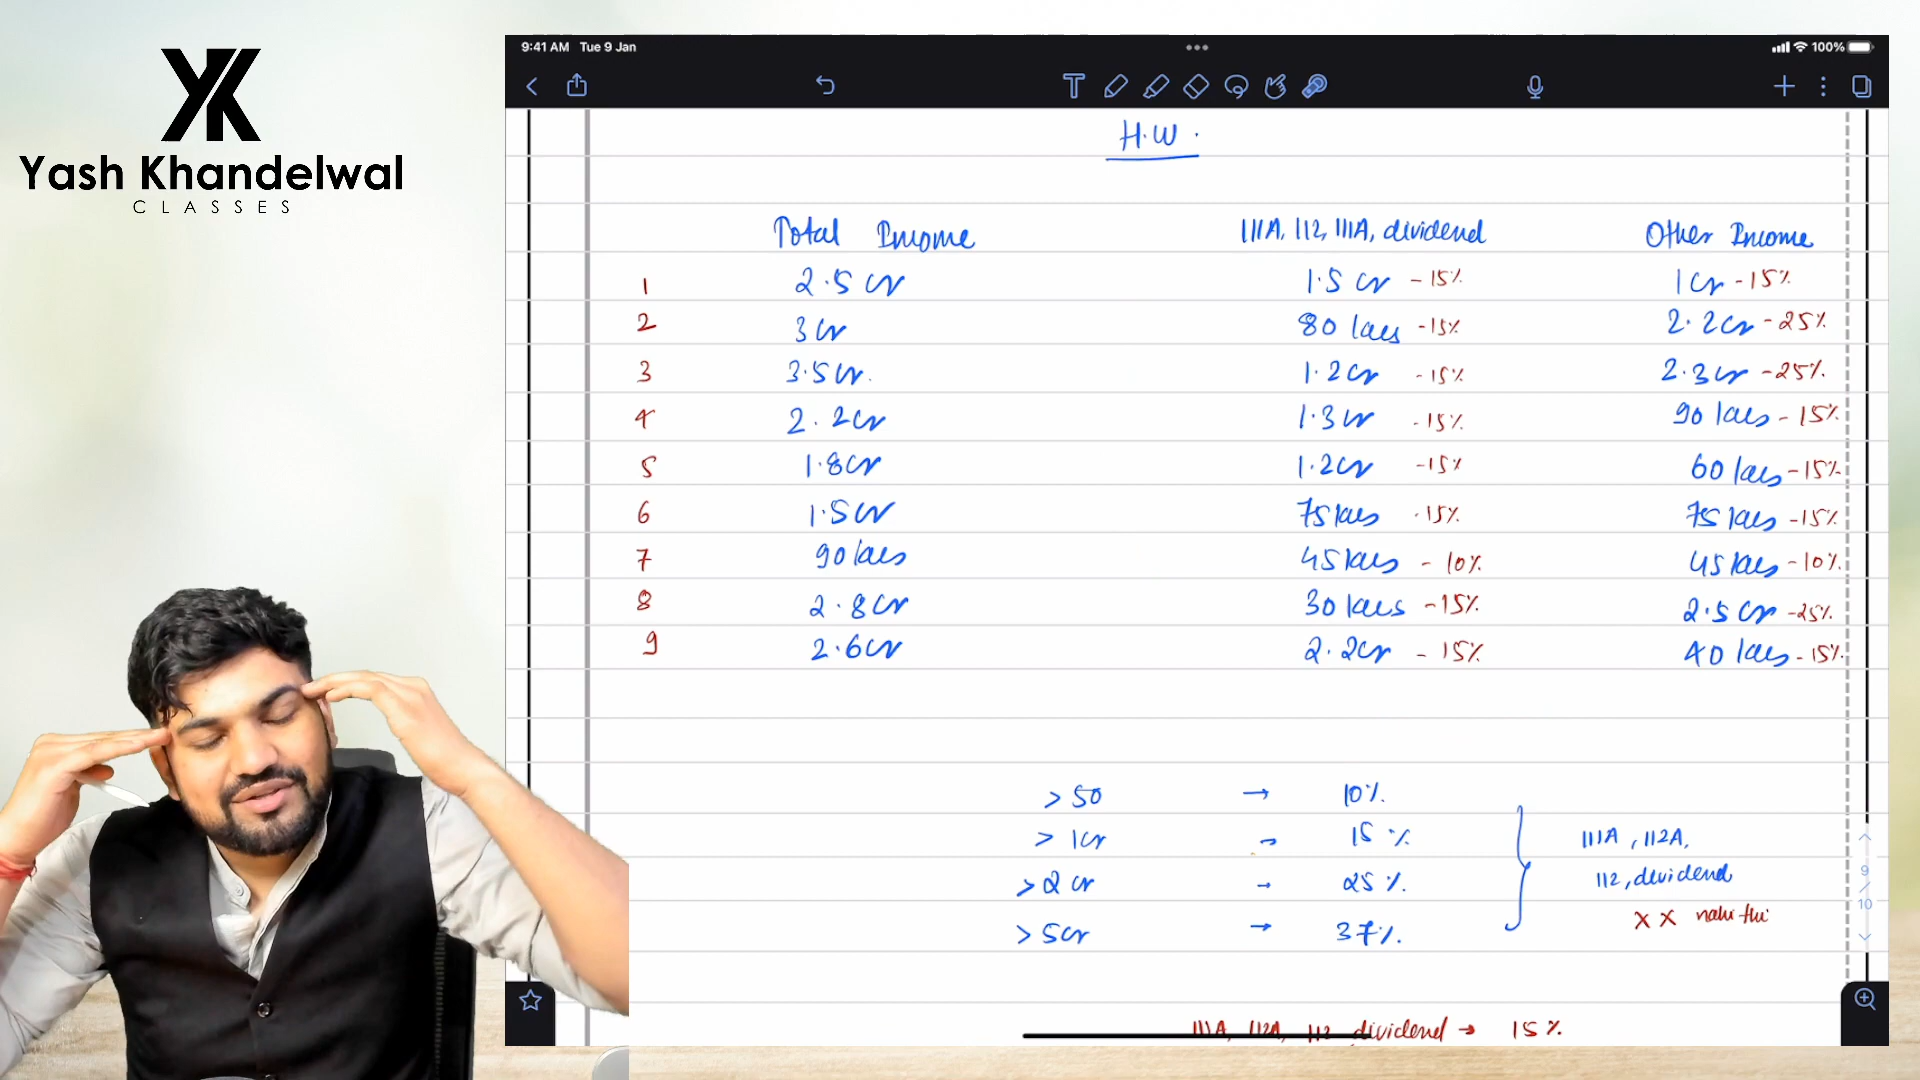 YK
Yash Khandelwal
CLASSES
9:41 AM Tue 9 Jan
100%
H.W.
Total Income 111A, 112, 111A, dividend Other Income
1 2.5 cr 1.5 cr - 15% 1 cr - 15%
2 3 cr 80 lacs - 15% 2.2 cr - 25%
3 3.5 cr. 1.2 cr - 15% 2.3 cr - 25%
4 2.2 cr 1.3 cr - 15% 90 lacs - 15%
5 1.8 cr 1.2 cr - 15% 60 lacs - 15%
6 1.5 cr 75 lacs - 15% 75 lacs - 15%
7 90 lacs 45 lacs - 10% 45 lacs - 10%
8 2.8 cr 30 lacs - 15% 2.5 cr - 25%
9 2.6 cr 2.2 cr - 15% 40 lacs - 15%
> 50 → 10%
> 1 cr → 15 %
> 2 cr → 25 %.
> 5 cr → 37%.
111A, 112A,
112, dividend
X X nahi thi
9
/
10
111A, 112A, 112, dividend → 15 %